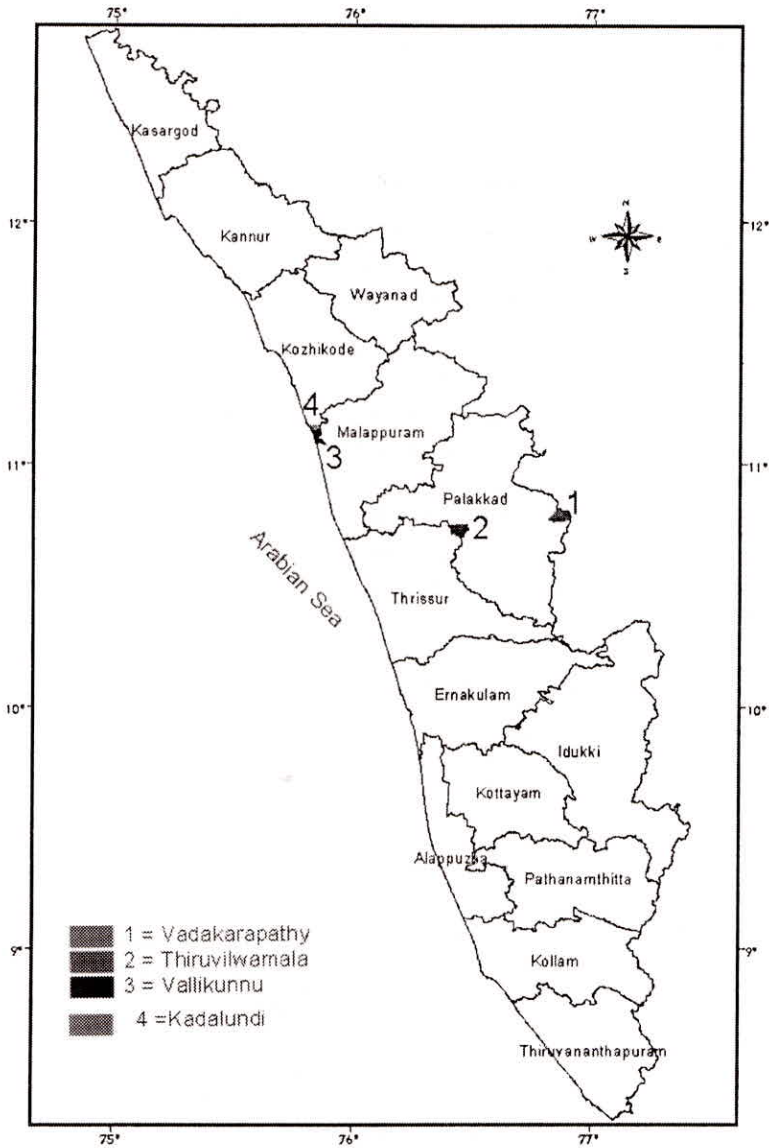 75° 76° 77°
Kasargod
12° 12°
Kannur
N
W E
S
Wayanad
Kozhikode
4
Malappuram
3
11° 11°
Palakkad
1
2
Arabian Sea
Thrissur
Ernakulam
10° 10°
Idukki
Kottayam
Alappuzha
Pathanamthitta
1 = Vadakarapathy
9° 9°
2 = Thiruvilwamala
Kollam
3 = Vallikunnu
4 =Kadalundi
Thiruvananthapuram
75° 76° 77°